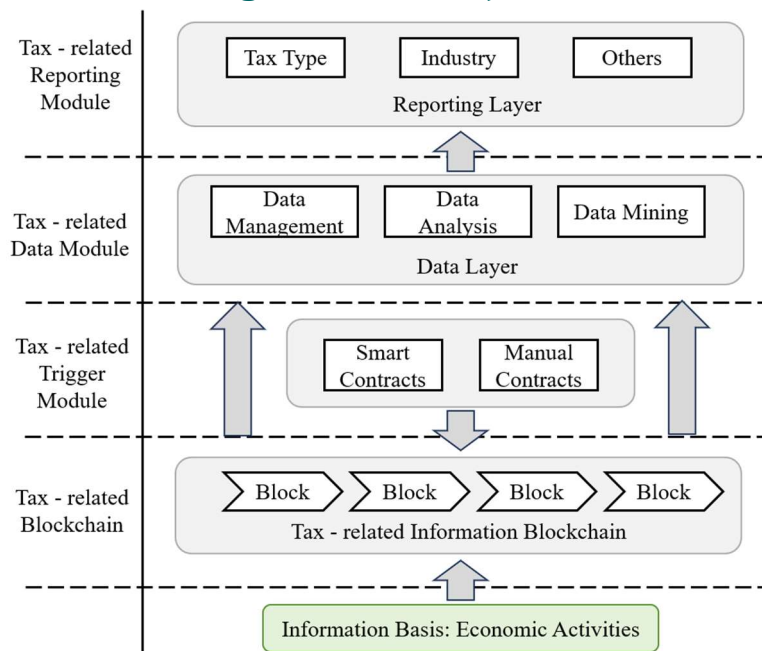 Tax - related
Reporting
Module
Tax Type
Industry
Others
Reporting Layer
Tax - related
Data Module
Data
Management
Data
Analysis
Data Mining
Data Layer
Tax - related
Trigger
Module
Smart
Contracts
Manual
Contracts
Tax - related
Blockchain
Block
Block
Block
Block
Tax - related Information Blockchain
Information Basis: Economic Activities